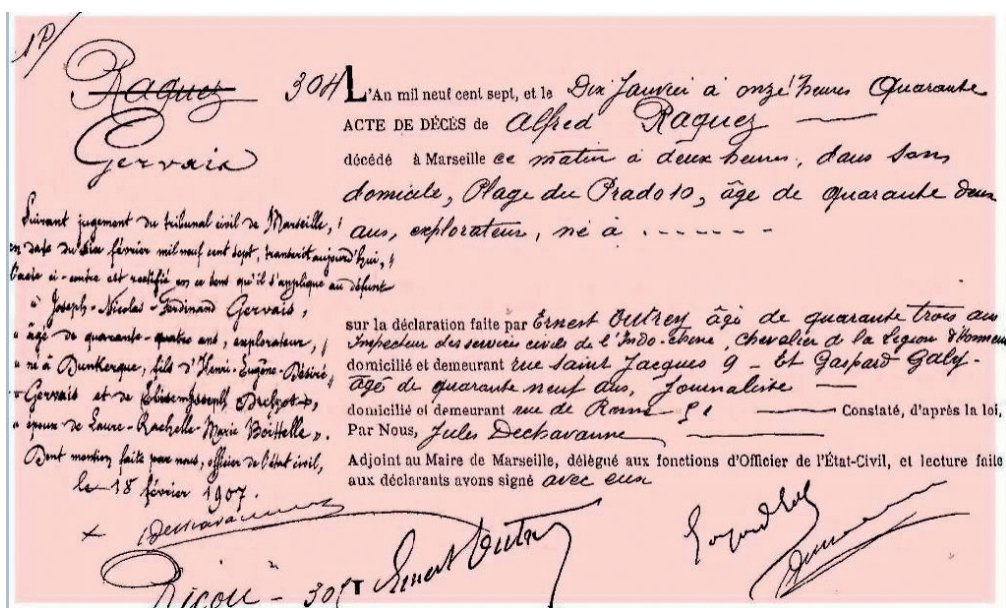 1D/
Raquez
Gervais
Suivant jugement du tribunal civil de Marseille,
en date du six février mil neuf cent sept, transcrit aujourd'hui,
l'acte ci-contre est rectifié en ce sens qu'il s'applique au défunt
" à Joseph-Nicolas-Ferdinand Gervais,
" âgé de quarante-quatre ans, explorateur,
" né à Dunkerque, fils d'Henri-Eugène-Désiré
" Gervais et de Elisem
" époux de Laure-Rachelle-Marie Boittelle ".
Dont mention faite par nous, officier de l'état civil,
le 18 février 1907.
Dechavanne
304 L'An mil neuf cent sept, et le Dix Janvier à onze heures Quarante
ACTE DE DÉCÈS de Alfred Raquez
décédé à Marseille ce matin à deux heures, dans son
domicile, Plage du Prado 10, âgé de quarante deux
ans, explorateur, né à
sur la déclaration faite par Ernest Outrey âgé de quarante trois ans
Inspecteur des services civils de l'Indo-Chine, Chevalier de la Légion d'Honneur
domicilié et demeurant rue Saint Jacques 9 - Et Gaspard Galy-
âgé de quarante neuf ans, Journaliste
domicilié et demeurant rue de Rome Constaté, d'après la loi,
Par Nous, Jules Dechavanne
Adjoint au Maire de Marseille, délégué aux fonctions d'Officier de l'État-Civil, et lecture faite
aux déclarants avons signé avec eux
Ernest Outrey
305